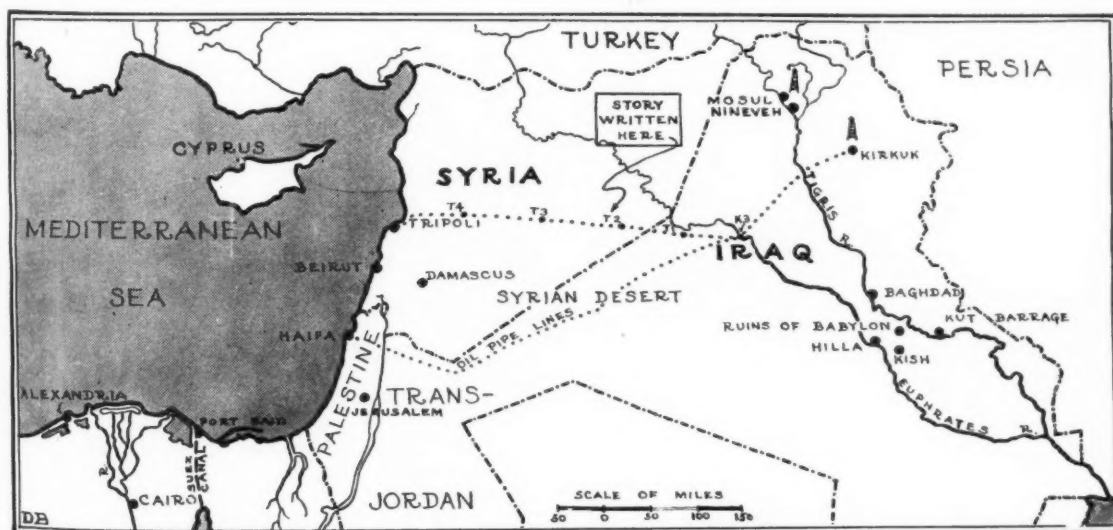 TURKEY
PERSIA
STORY
WRITTEN
HERE
MOSUL
NINEVEH
CYPRUS
KIRKUK
SYRIA
T4
T3
T2
T1
K3
TIGRIS R.
MEDITERRANEAN
SEA
TRIPOLI
IRAQ
BEIRUT
DAMASCUS
SYRIAN DESERT
BAGHDAD
OIL PIPE LINES
HAIFA
RUINS OF BABYLON
KUT BARRAGE
HILLA
KISH
PALESTINE
TRANS-
JERUSALEM
ALEXANDRIA
PORT SAID
EUPHRATES R.
R.
SUEZ
CANAL
CAIRO
JORDAN
SCALE OF MILES
50 0 50 100 150
DB